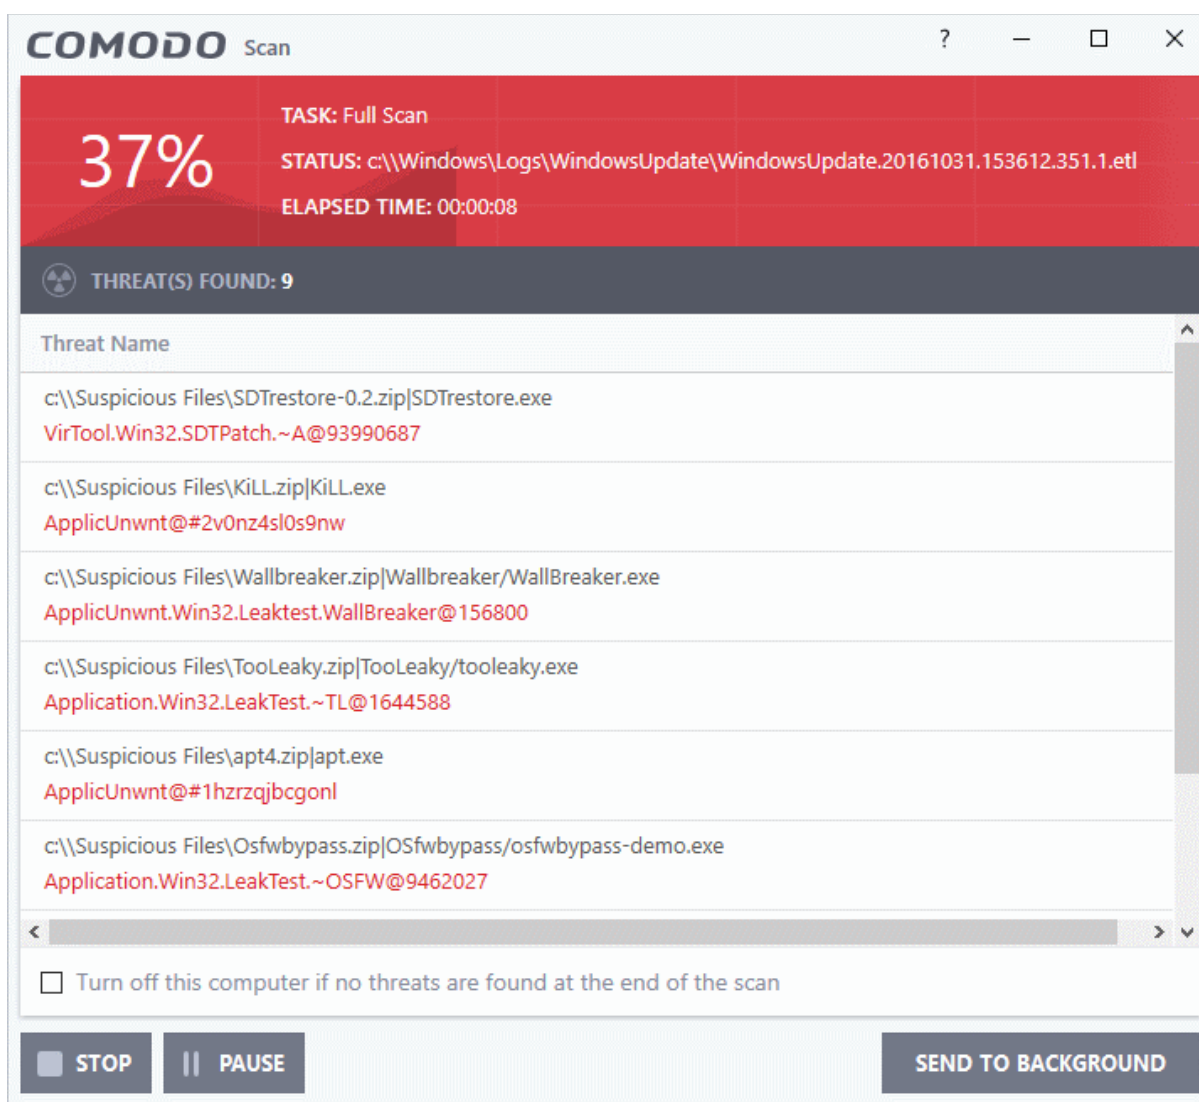 COMODO Scan
?
37%
TASK: Full Scan
STATUS: c:\\Windows\Logs\WindowsUpdate\WindowsUpdate.20161031.153612.351.1.etl
ELAPSED TIME: 00:00:08
THREAT(S) FOUND: 9
Threat Name
c:\\Suspicious Files\SDTrestore-0.2.zip|SDTrestore.exe
VirTool.Win32.SDTPatch.~A@93990687
c:\\Suspicious Files\KiLL.zip|KiLL.exe
ApplicUnwnt@#2v0nz4sl0s9nw
c:\\Suspicious Files\Wallbreaker.zip|Wallbreaker/WallBreaker.exe
ApplicUnwnt.Win32.Leaktest.WallBreaker@156800
c:\\Suspicious Files\TooLeaky.zip|TooLeaky/tooleaky.exe
Application.Win32.LeakTest.~TL@1644588
c:\\Suspicious Files\apt4.zip|apt.exe
ApplicUnwnt@#1hzrzqjbcgonl
c:\\Suspicious Files\Osfwbypass.zip|OSfwbypass/osfwbypass-demo.exe
Application.Win32.LeakTest.~OSFW@9462027
Turn off this computer if no threats are found at the end of the scan
STOP
PAUSE
SEND TO BACKGROUND